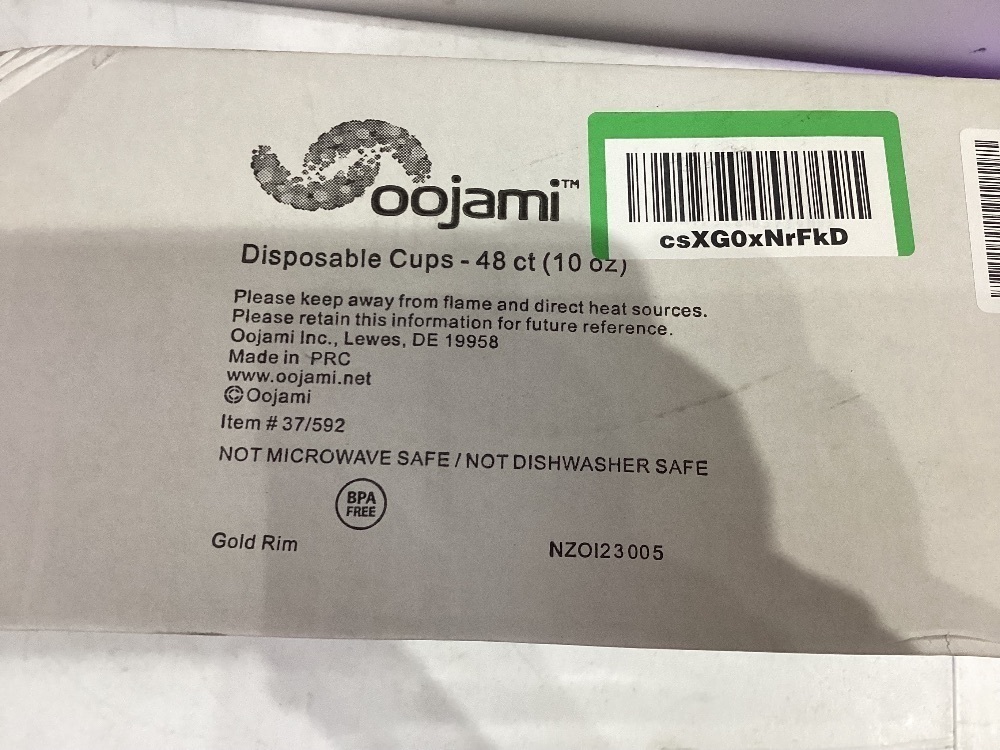 oojami™
csXG0xNrFkD
Disposable Cups - 48 ct (10 oz)
Please keep away from flame and direct heat sources.
Please retain this information for future reference.
Oojami Inc., Lewes, DE 19958
Made in PRC
www.oojami.net
©Oojami
Item # 37/592
NOT MICROWAVE SAFE / NOT DISHWASHER SAFE
BPA
FREE
Gold Rim
NZOI23005